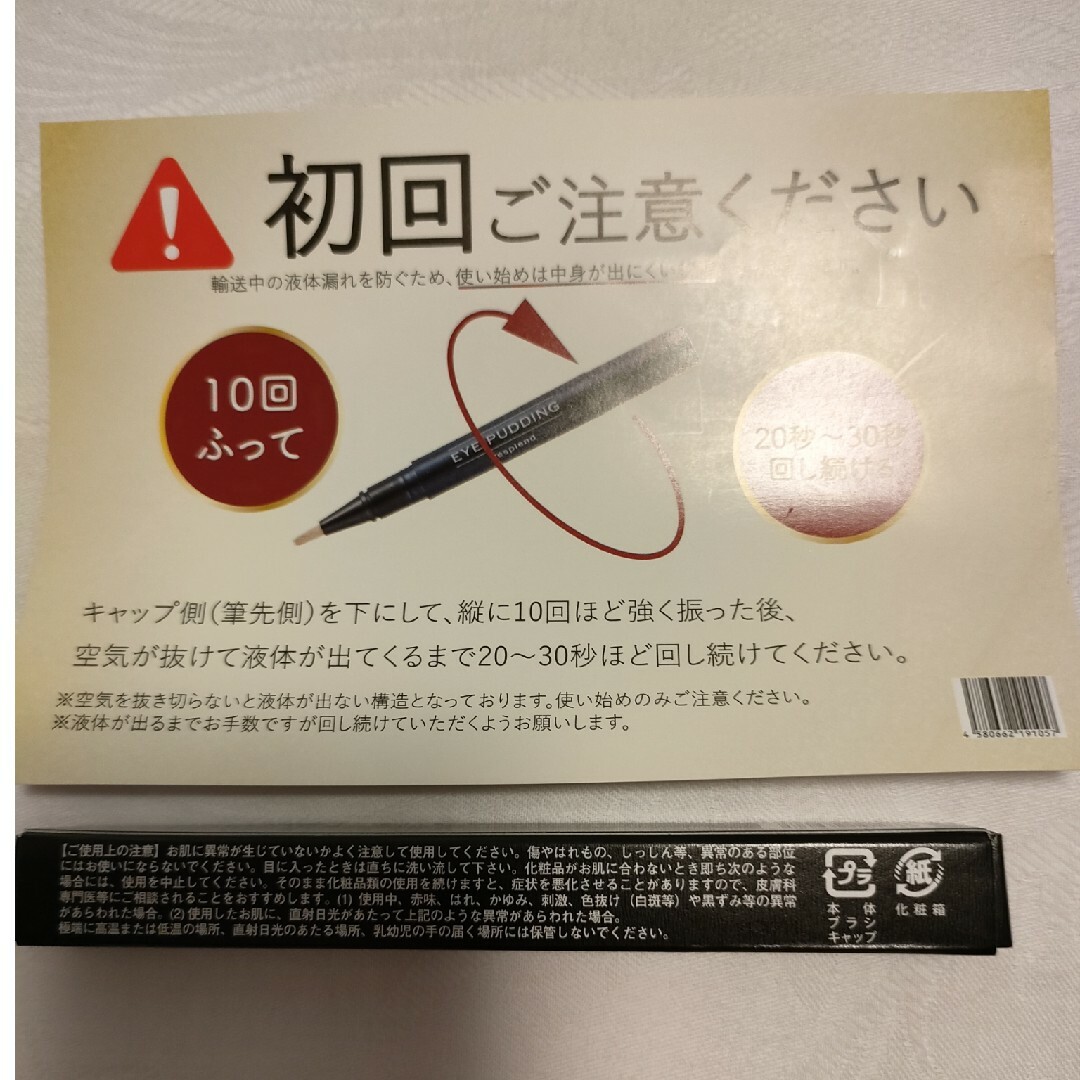 初回ご注意ください
輸送中の液体漏れを防ぐため、使い始めは中身が出にくい
10回
ふって
EYE PUDDING
resplend
20秒～30秒
回し続ける
キャップ側(筆先側)を下にして、縦に10回ほど強く振った後、
空気が抜けて液体が出てくるまで20～30秒ほど回し続けてください。
※空気を抜き切らないと液体が出ない構造となっております。使い始めのみご注意ください。
※液体が出るまでお手数ですが回し続けていただくようお願いします。
4 580662 191057
【ご使用上の注意】お肌に異常が生じていないかよく注意して使用してください。傷やはれもの、しっしん等、異常のある部位
にはお使いにならないでください。目に入ったときは直ちに洗い流して下さい。化粧品がお肌に合わないとき即ち次のような
場合には、使用を中止してください。そのまま化粧品類の使用を続けますと、症状を悪化させることがありますので、皮膚科
専門医等にご相談されることをおすすめします。(1) 使用中、赤味、はれ、かゆみ、刺激、色抜け（白斑等）や黒ずみ等の異常
があらわれた場合。(2) 使用したお肌に、直射日光があたって上記のような異常があらわれた場合。
極端に高温または低温の場所、直射日光のあたる場所、乳幼児の手の届く場所には保管しないでください。
プラ
本体
ブラシ
キャップ
紙
化粧箱